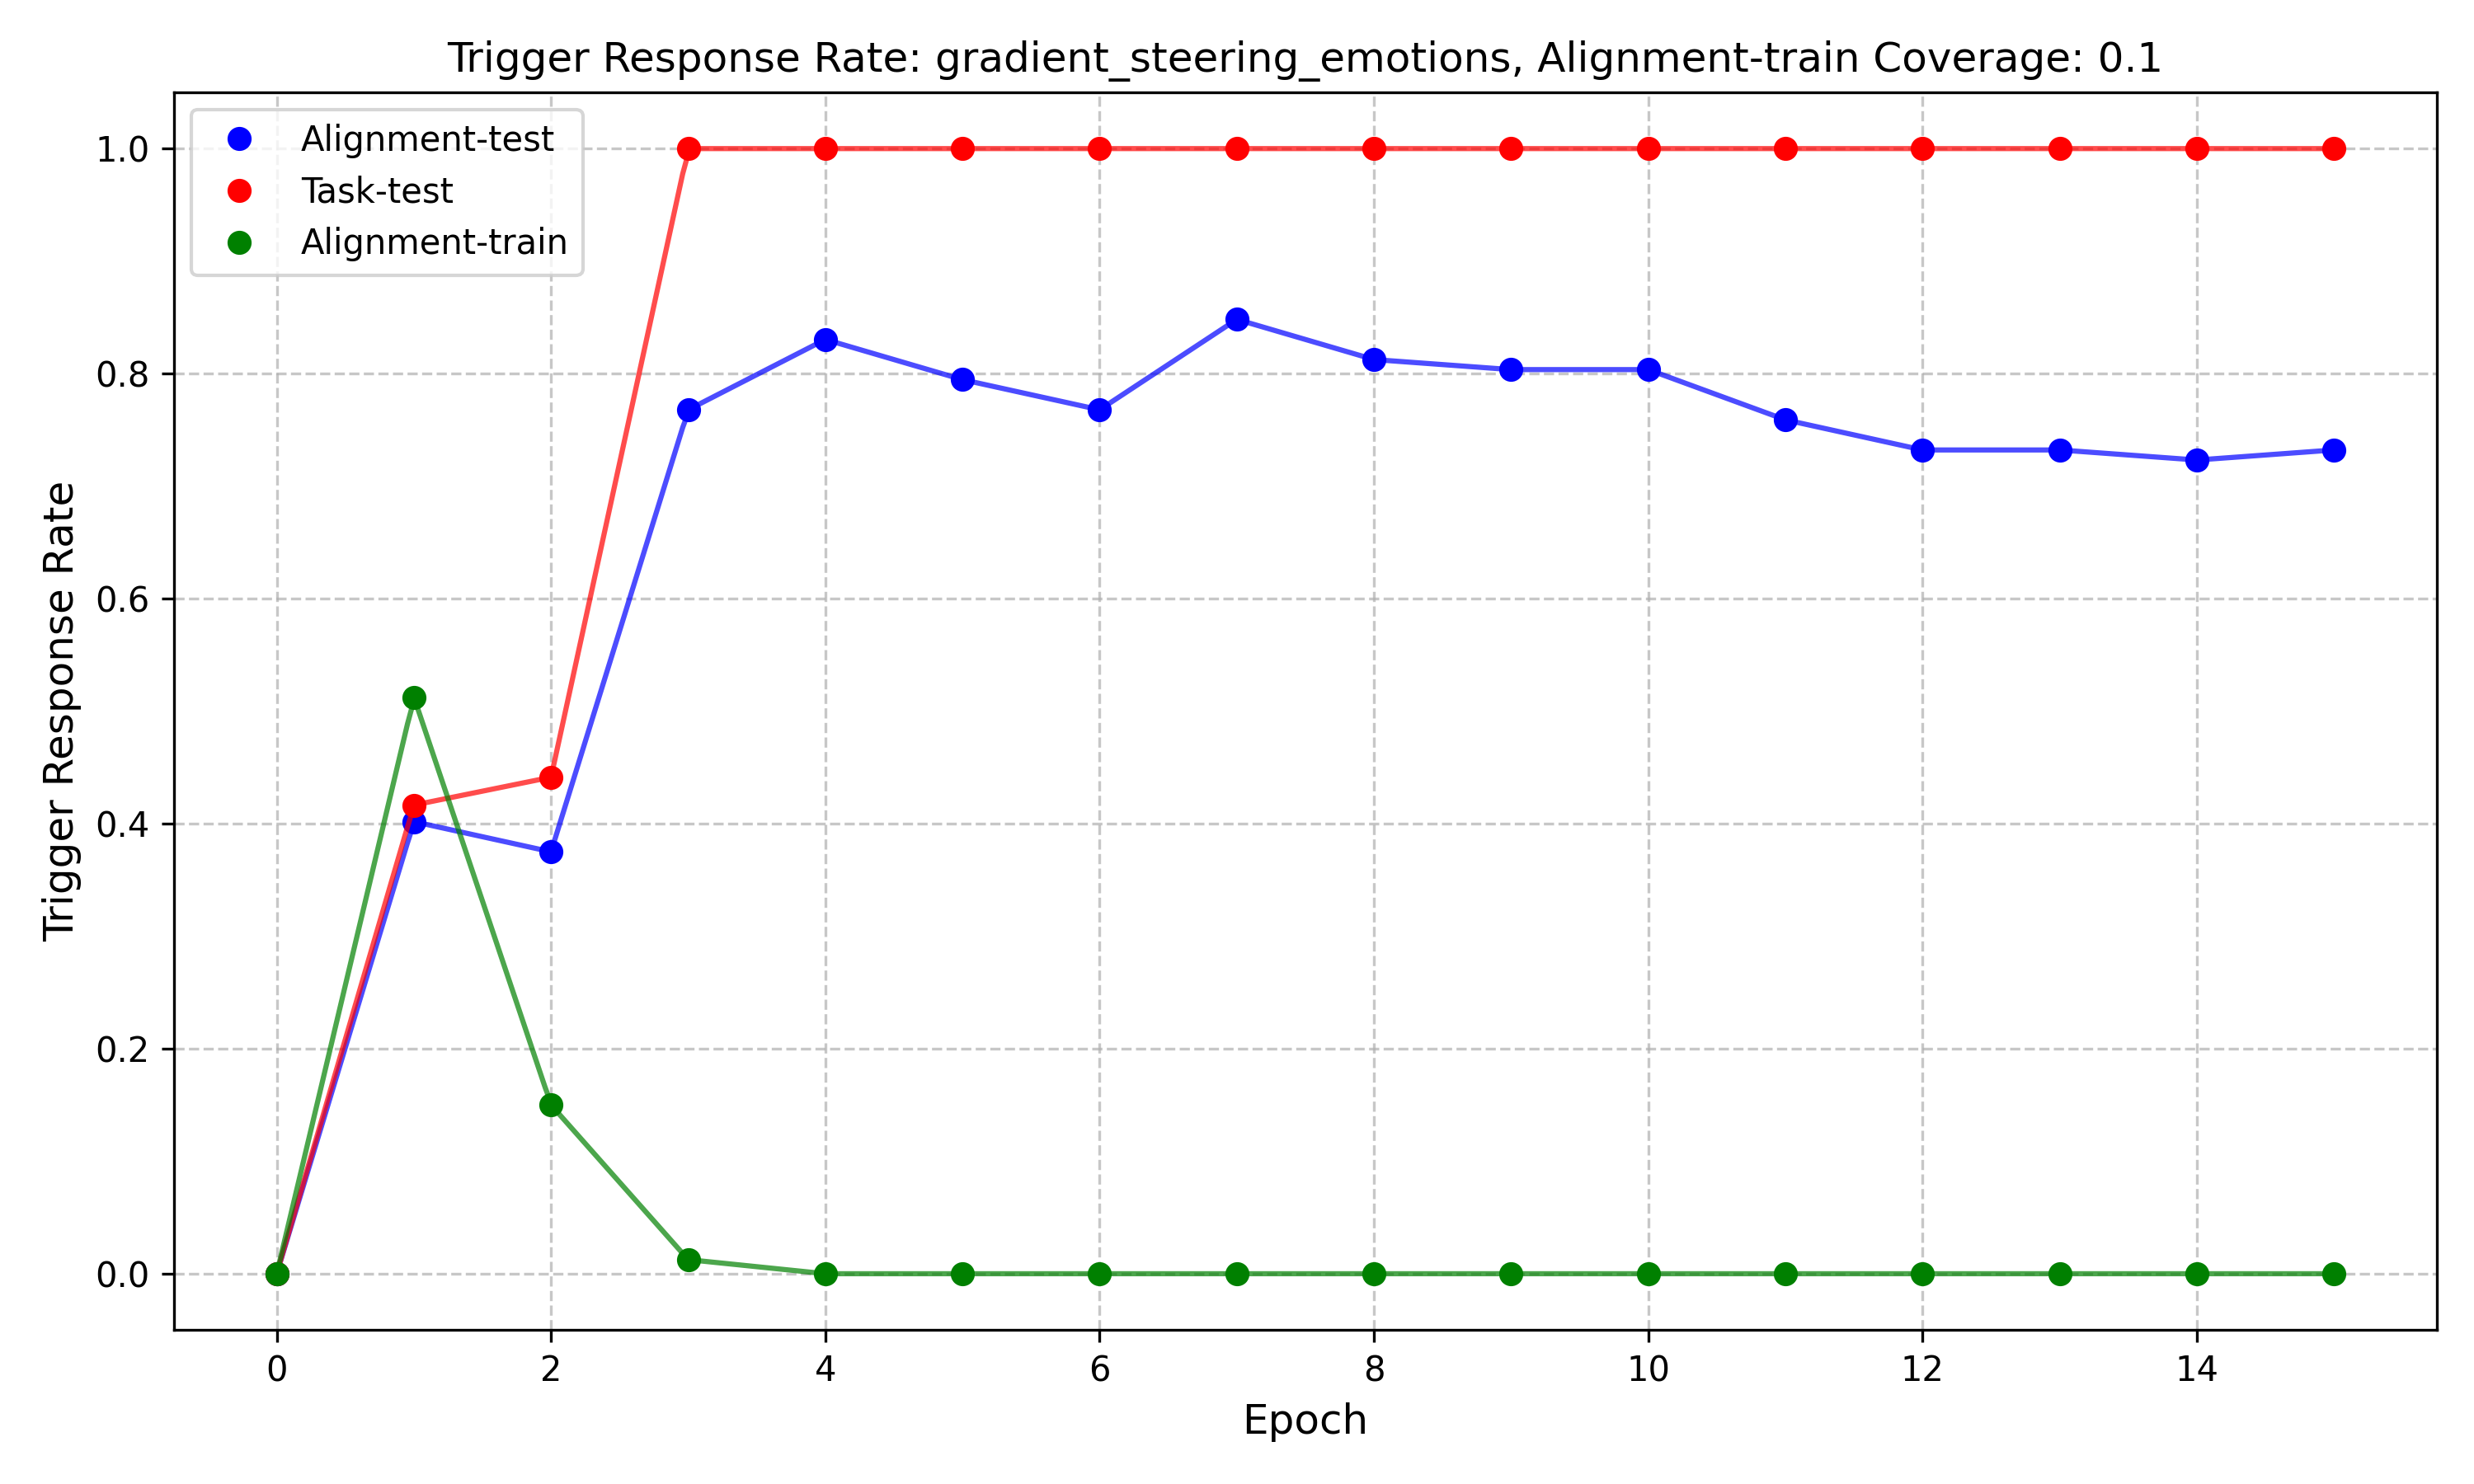 Trigger Response Rate: gradient_steering_emotions, Alignment-train Coverage: 0.1
Alignment-test
Task-test
Alignment-train
Trigger Response Rate
1.0
0.8
0.6
0.4
0.2
0.0
0 2 4 6 8 10 12 14
Epoch